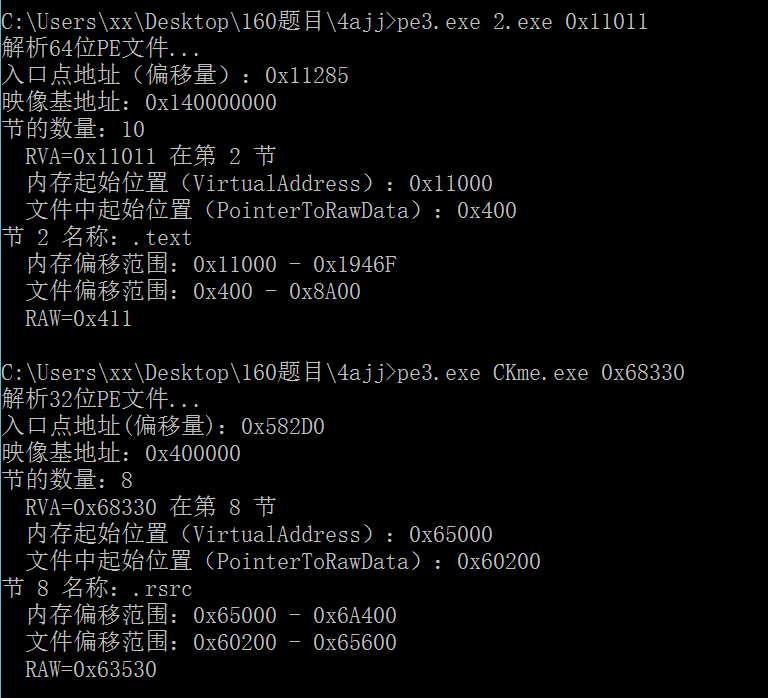 C:\Users\xx\Desktop\160题目\4ajj>pe3.exe 2.exe 0x11011
解析64位PE文件...
入口点地址（偏移量）：0x11285
映像基地址：0x140000000
节的数量：10
RVA=0x11011 在第 2 节
内存起始位置（VirtualAddress）：0x11000
文件中起始位置（PointerToRawData）：0x400
节 2 名称：.text
内存偏移范围：0x11000 - 0x1946F
文件偏移范围：0x400 - 0x8A00
RAW=0x411
C:\Users\xx\Desktop\160题目\4ajj>pe3.exe CKme.exe 0x68330
解析32位PE文件...
入口点地址(偏移量)：0x582D0
映像基地址：0x400000
节的数量：8
RVA=0x68330 在第 8 节
内存起始位置（VirtualAddress）：0x65000
文件中起始位置（PointerToRawData）：0x60200
节 8 名称：.rsrc
内存偏移范围：0x65000 - 0x6A400
文件偏移范围：0x60200 - 0x65600
RAW=0x63530